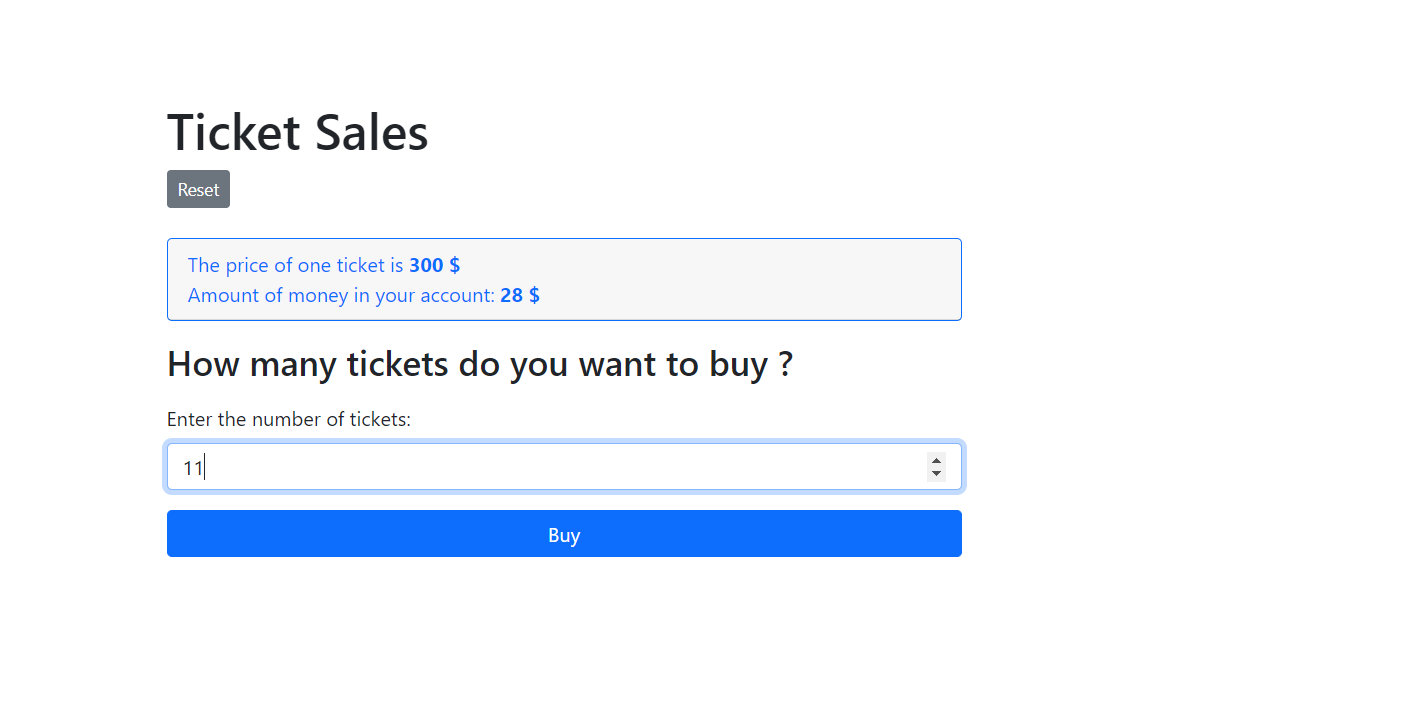 Ticket Sales
Reset
The price of one ticket is 300 $
Amount of money in your account: 28 $
How many tickets do you want to buy ?
Enter the number of tickets:
11
Buy